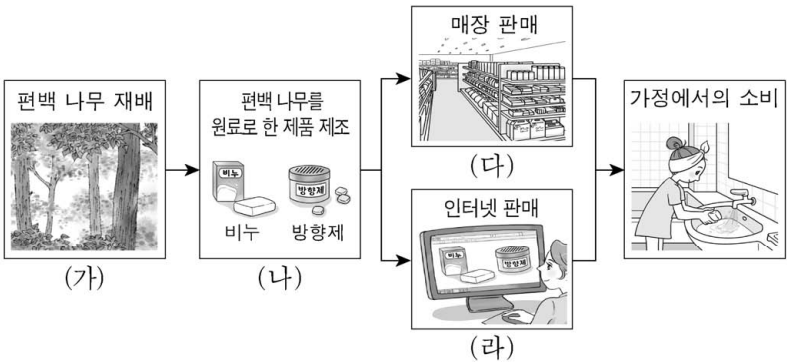 편백 나무 재배
(가)
편백 나무를
원료로 한 제품 제조
비누
방향제
비누
방향제
(나)
매장 판매
(다)
인터넷 판매
비누
방향제
(라)
가정에서의 소비